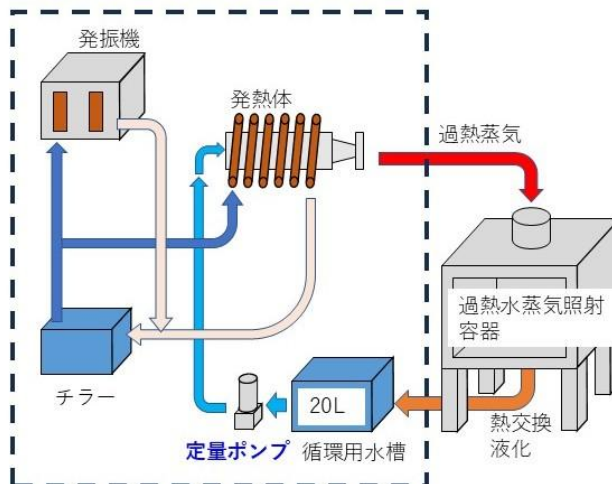 発振機
発熱体
過熱蒸気
過熱水蒸気照射
容器
チラー
20L
定量ポンプ
循環用水槽
熱交換
液化